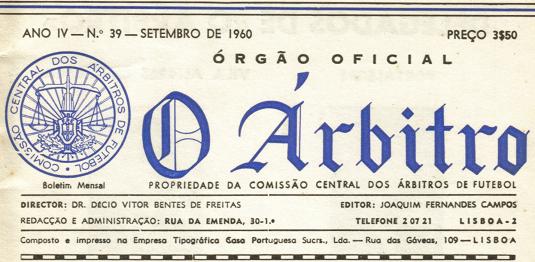 ANO IV — N.º 39 — SETEMBRO DE 1960
PREÇO 3$50
ÓRGÃO OFICIAL
COMISSÃO CENTRAL DOS ÁRBITROS DE FUTEBOL
O Árbitro
Boletim Mensal
PROPRIEDADE DA COMISSÃO CENTRAL DOS ÁRBITROS DE FUTEBOL
DIRECTOR: DR. DECIO VITOR BENTES DE FREITAS
EDITOR: JOAQUIM FERNANDES CAMPOS
REDACÇÃO E ADMINISTRAÇÃO: RUA DA EMENDA, 30-1.º
TELEFONE 2 07 21
LISBOA-2
Composto e impresso na Empresa Tipográfica Casa Portuguesa Sucrs., Lda. — Rua das Gáveas, 109 — LISBOA